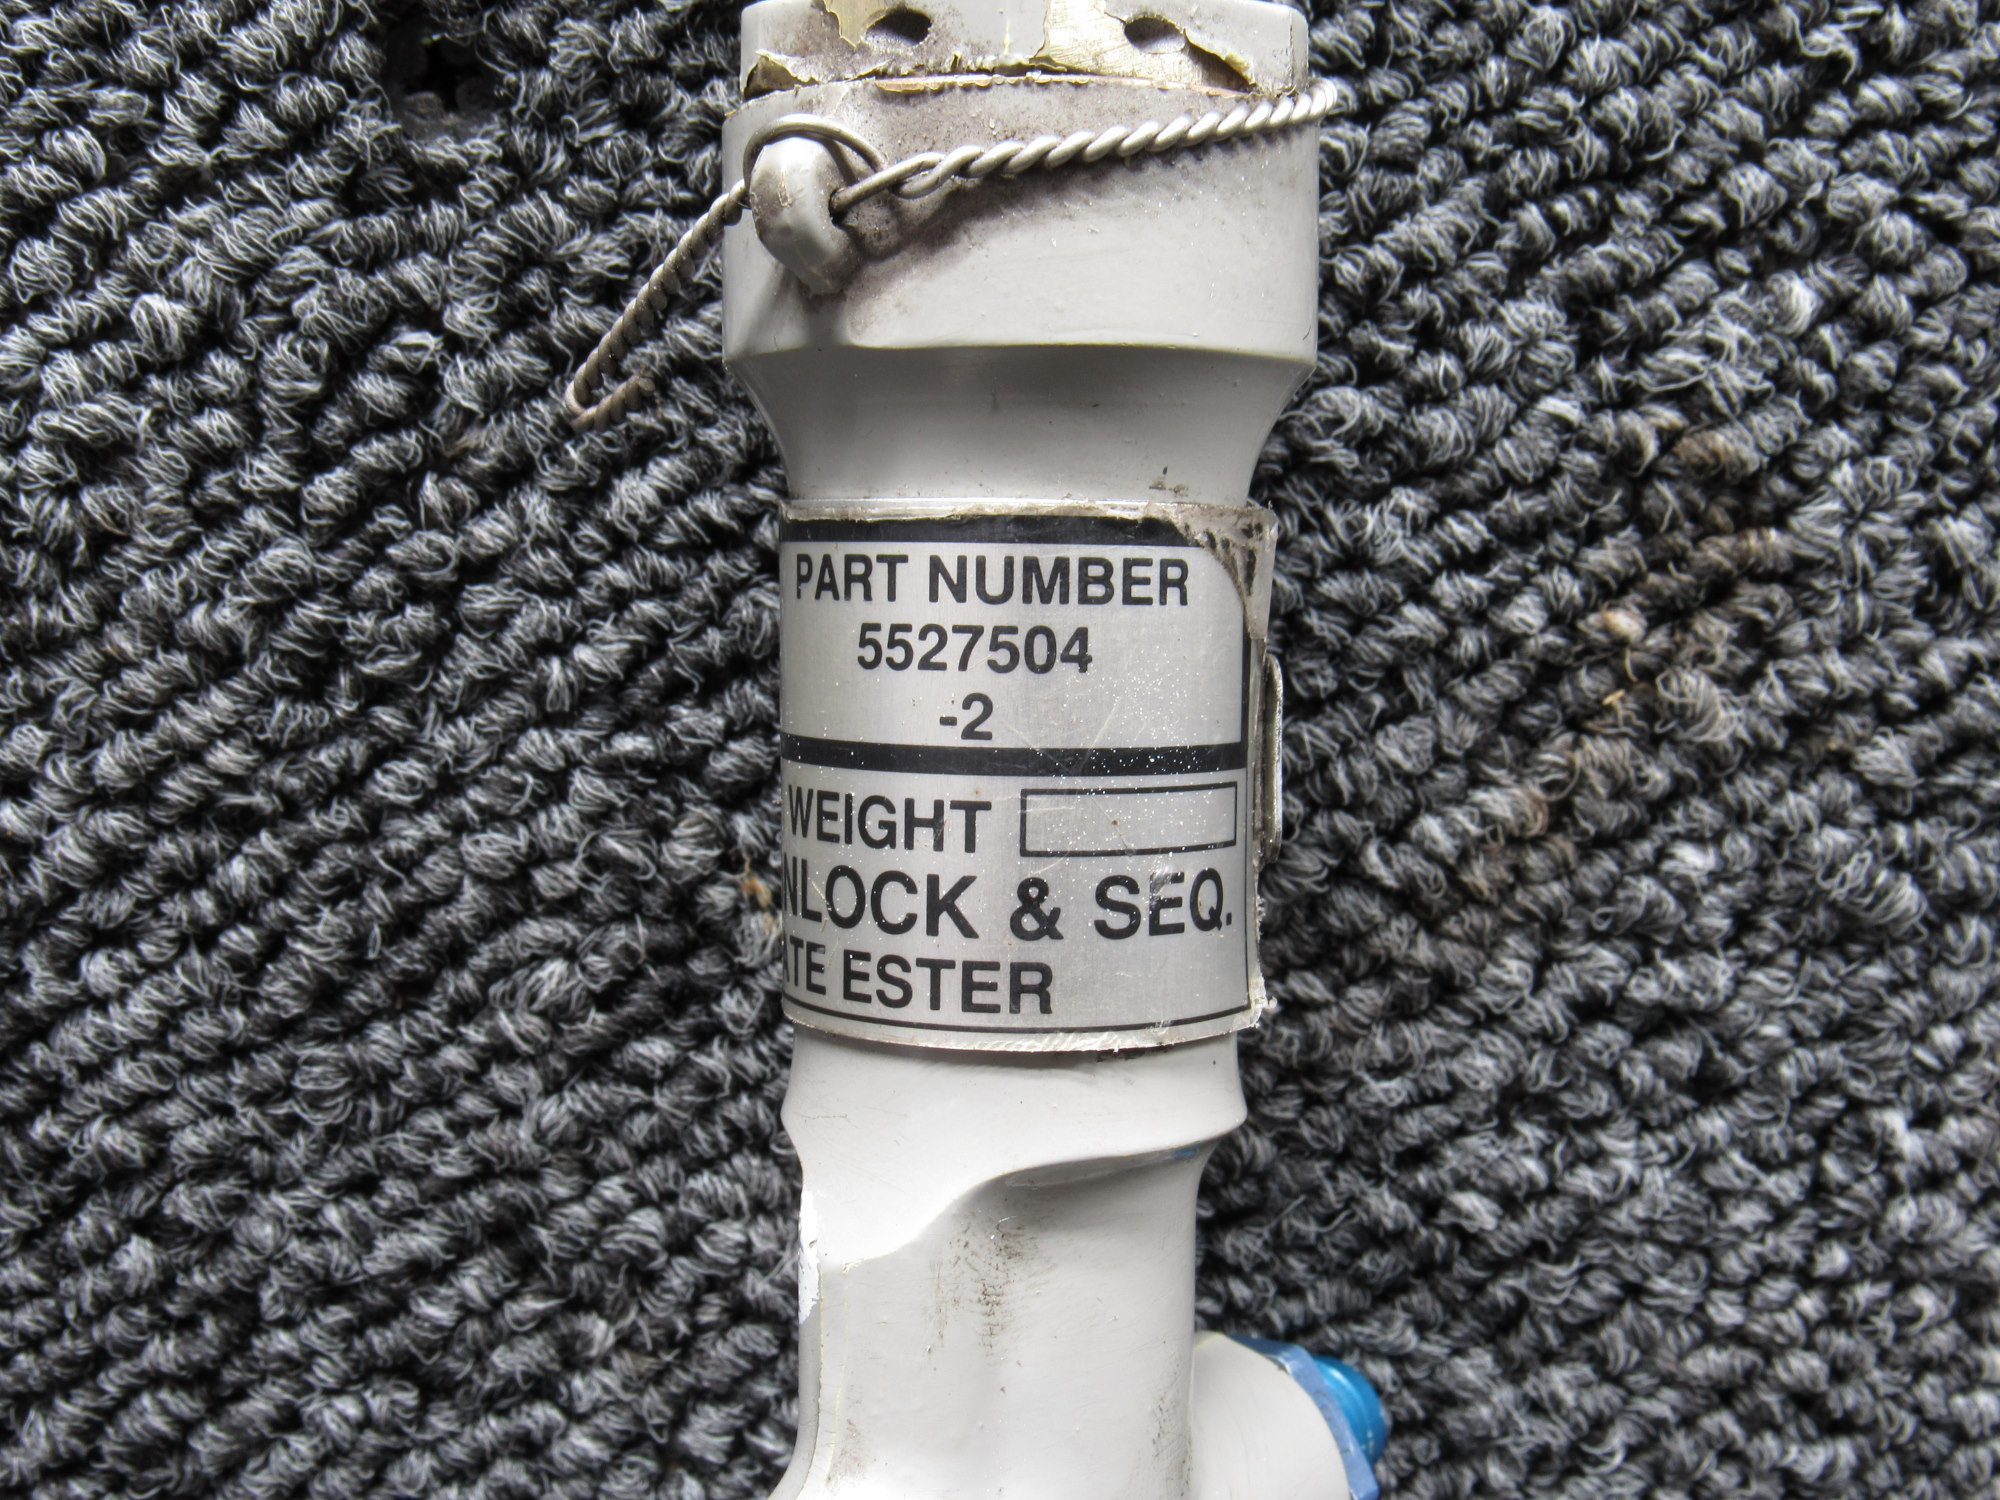 PART NUMBER
5527504
-2
WEIGHT
NLOCK & SEQ.
TE ESTER